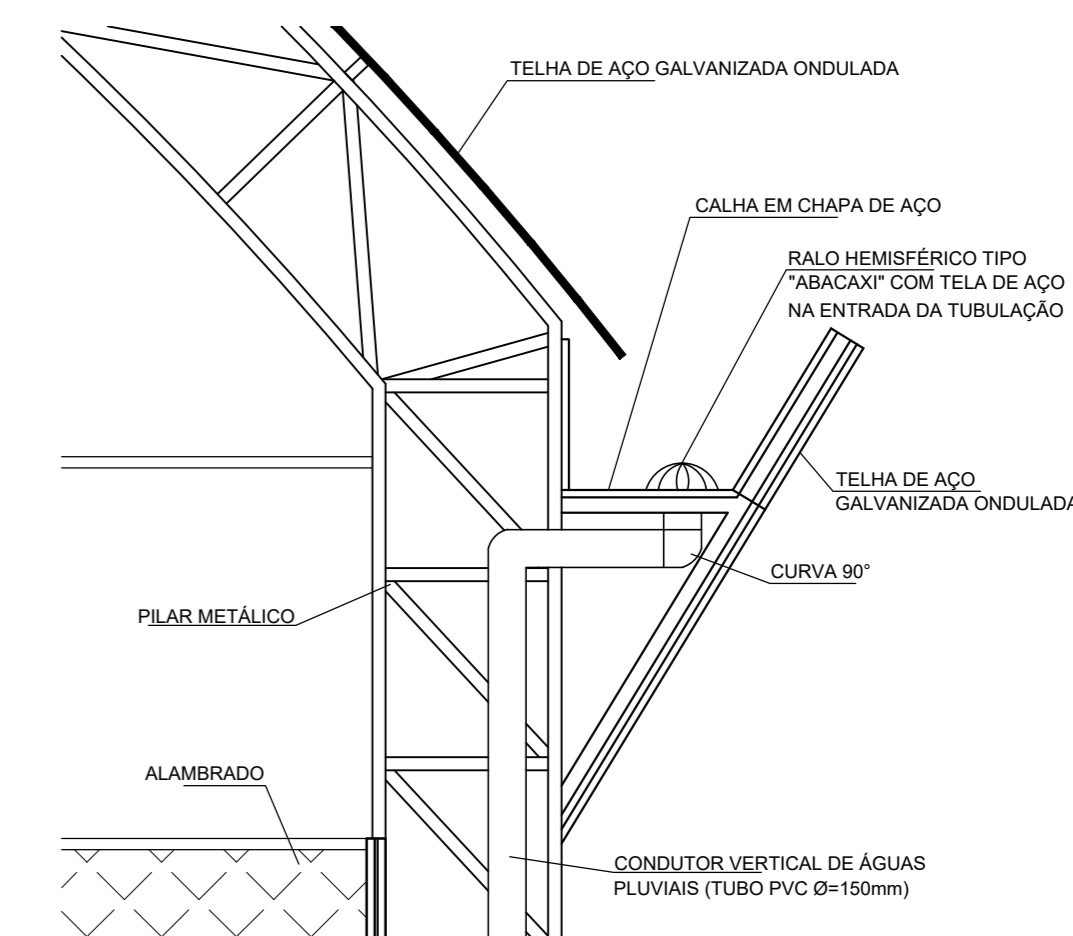 TELHA DE AÇO GALVANIZADA ONDULADA
CALHA EM CHAPA DE AÇO
RALO HEMISFÉRICO TIPO
"ABACAXI" COM TELA DE AÇO
NA ENTRADA DA TUBULAÇÃO
TELHA DE AÇO
GALVANIZADA ONDULADA
CURVA 90°
PILAR METÁLICO
ALAMBRADO
CONDUTOR VERTICAL DE ÁGUAS
PLUVIAIS (TUBO PVC Ø=150mm)